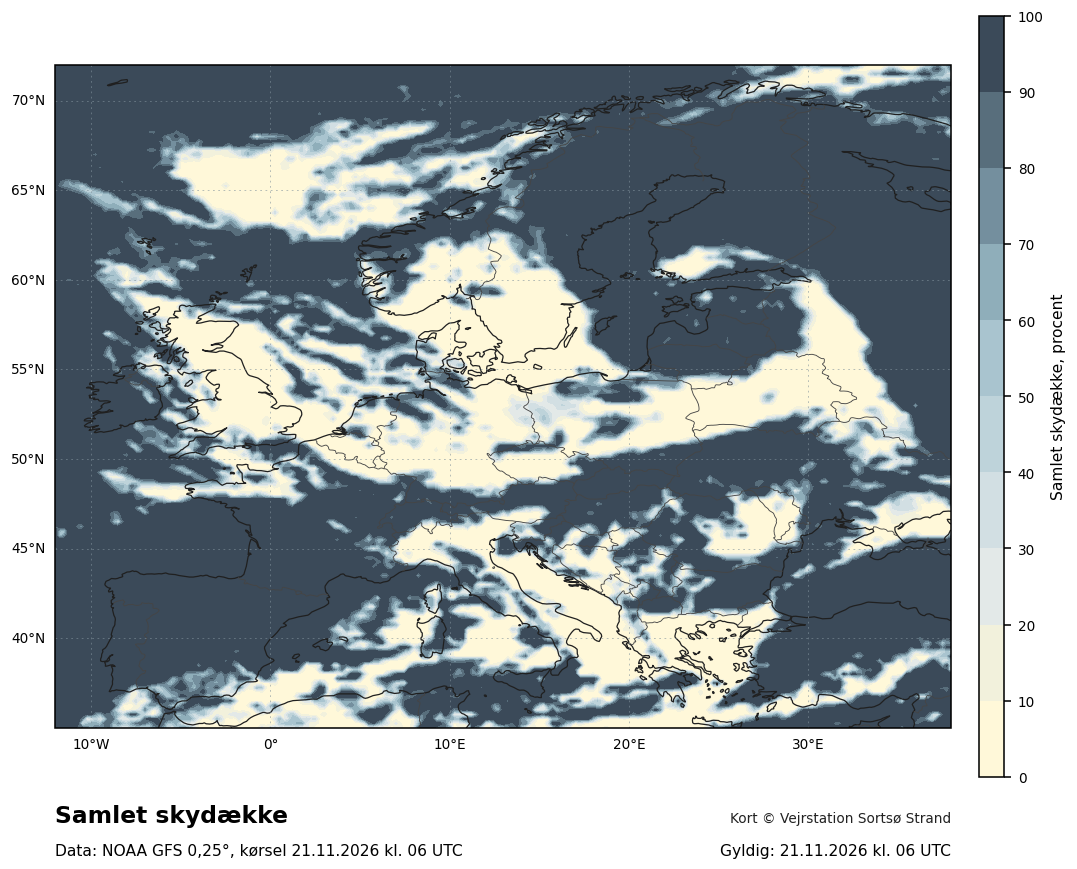 100
90
80
70
60
50
40
30
20
10
0
Samlet skydække, procent
70°N
65°N
60°N
55°N
50°N
45°N
40°N
10°W
0°
10°E
20°E
30°E
Samlet skydække
Kort © Vejrstation Sortsø Strand
Data: NOAA GFS 0,25°, kørsel 21.11.2026 kl. 06 UTC
Gyldig: 21.11.2026 kl. 06 UTC